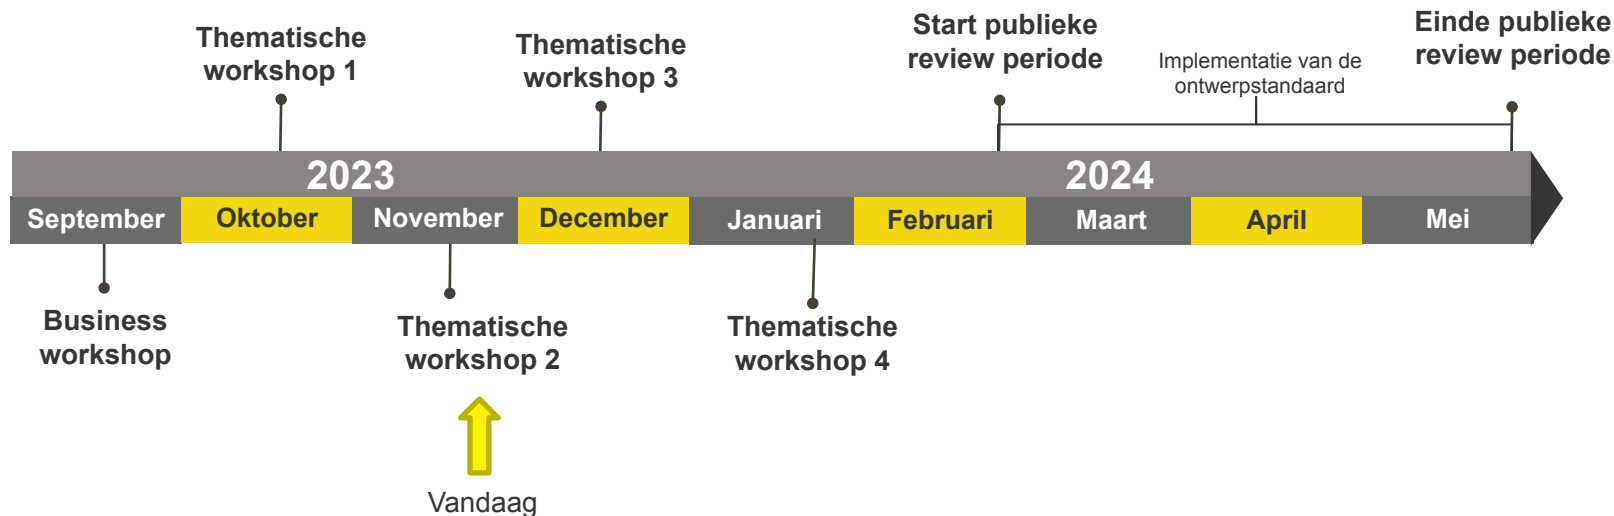 Thematische
workshop 1
Thematische
workshop 3
Start publieke
review periode
Implementatie van de
ontwerpstandaard
Einde publieke
review periode
2023
2024
September
Oktober
November
December
Januari
Februari
Maart
April
Mei
Business
workshop
Thematische
workshop 2
Thematische
workshop 4
Vandaag